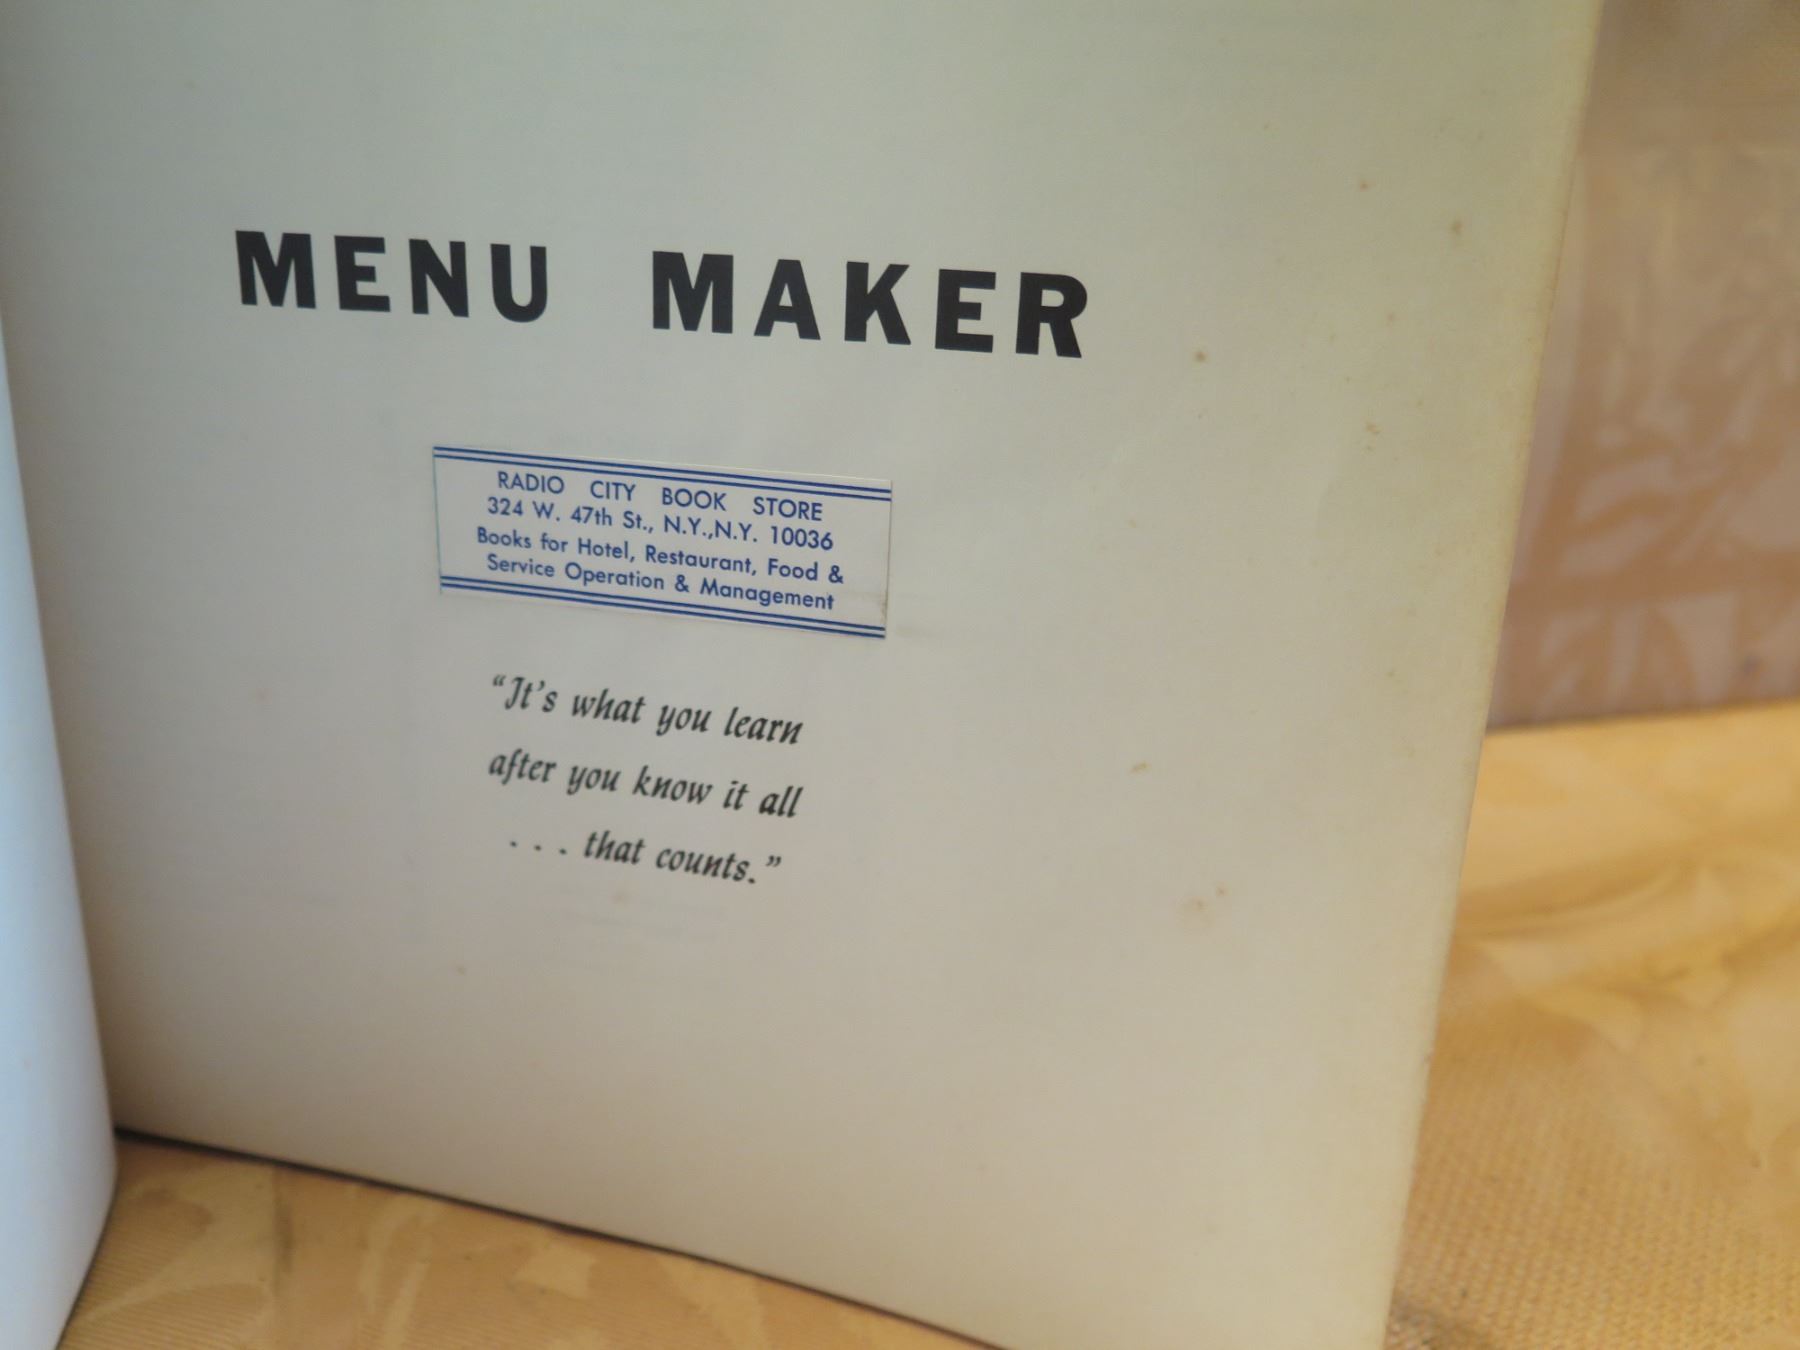 MENU MAKER
RADIO CITY BOOK STORE
324 W. 47th St., N.Y.,N.Y. 10036
Books for Hotel, Restaurant, Food &
Service Operation & Management
“It’s what you learn
after you know it all
. . . that counts.”